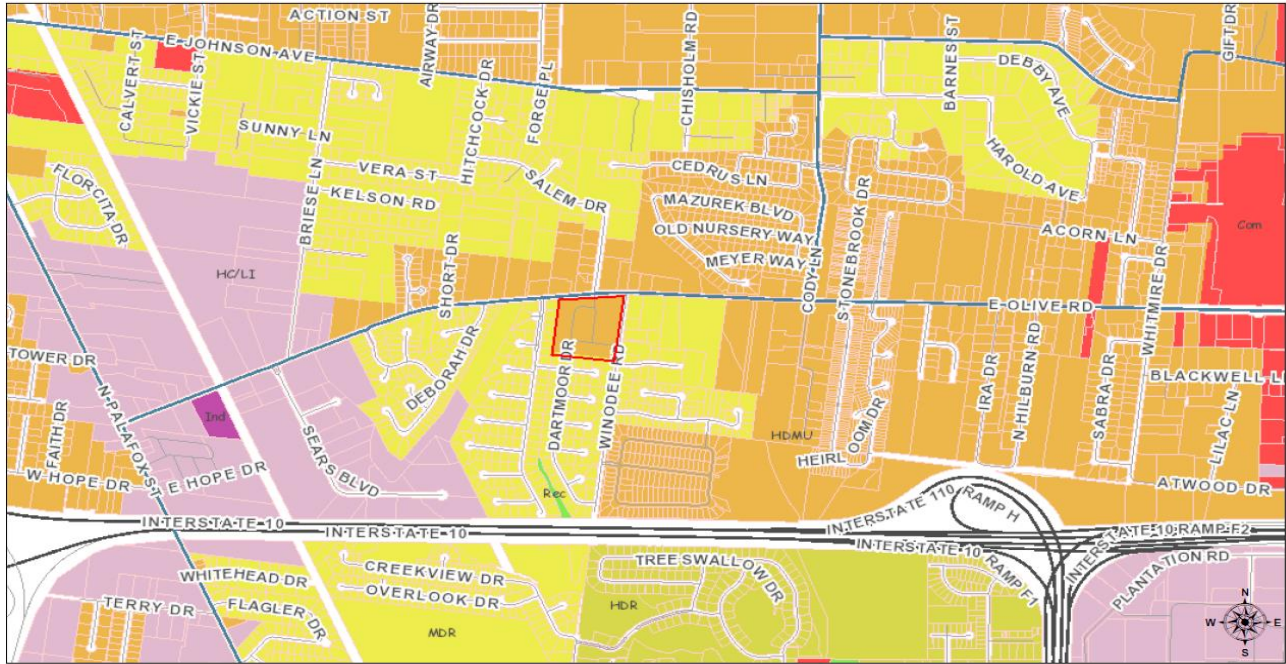 ACTION ST
E JOHNSON AVE
AIRWAY DR
CHISHOLM RD
GIFT DR
CALVERT ST
VICKIE ST
HITCHCOCK DR
FORGE PL
BARNES ST
DEBBY AVE
SUNNY LN
VERA ST
KELSON RD
BRIESE LN
SALEM DR
CEDRUS LN
MAZUREK BLVD
OLD NURSERY WAY
MEYER WAY
HAROLD AVE
FLORCITA DR
STONEBROOK DR
ACORN LN
Com
HC/LI
SHORT DR
CODY LN
WHITMIRE DR
E OLIVE RD
TOWER DR
N PALAFOX ST
DEBORAH DR
DARTMOOR DR
WINODEE RD
IRA DR
N HILBURN RD
SABRA DR
BLACKWELL L
LILAC LN
Ind
FAITH DR
SEARS BLVD
HDMU
HEIRLOOM DR
W HOPE DR
E HOPE DR
Rec
ATWOOD DR
INTERSTATE 10
INTERSTATE 10
INTERSTATE 110
RAMP H
INTERSTATE 10
INTERSTATE 10 RAMP F2
RAMP F1
PLANTATION RD
WHITEHEAD DR
CREEKVIEW DR
OVERLOOK DR
TREE SWALLOW DR
TERRY DR
FLAGLER DR
MDR
HDR
N
W
E
S